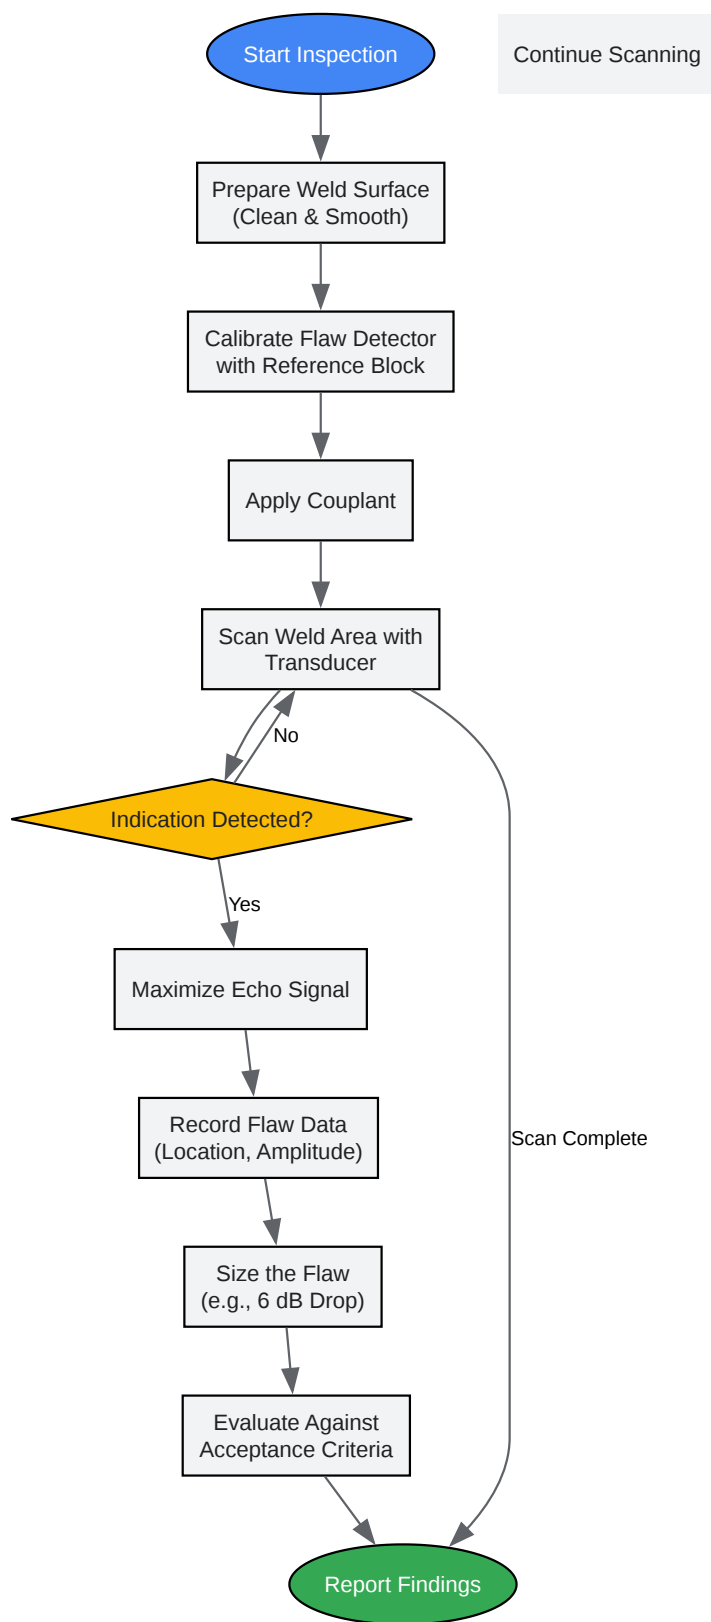 Start Inspection
Continue Scanning
Prepare Weld Surface
(Clean & Smooth)
Calibrate Flaw Detector
with Reference Block
Apply Couplant
Scan Weld Area with
Transducer
No
Indication Detected?
Yes
Maximize Echo Signal
Record Flaw Data
(Location, Amplitude)
Scan Complete
Size the Flaw
(e.g., 6 dB Drop)
Evaluate Against
Acceptance Criteria
Report Findings